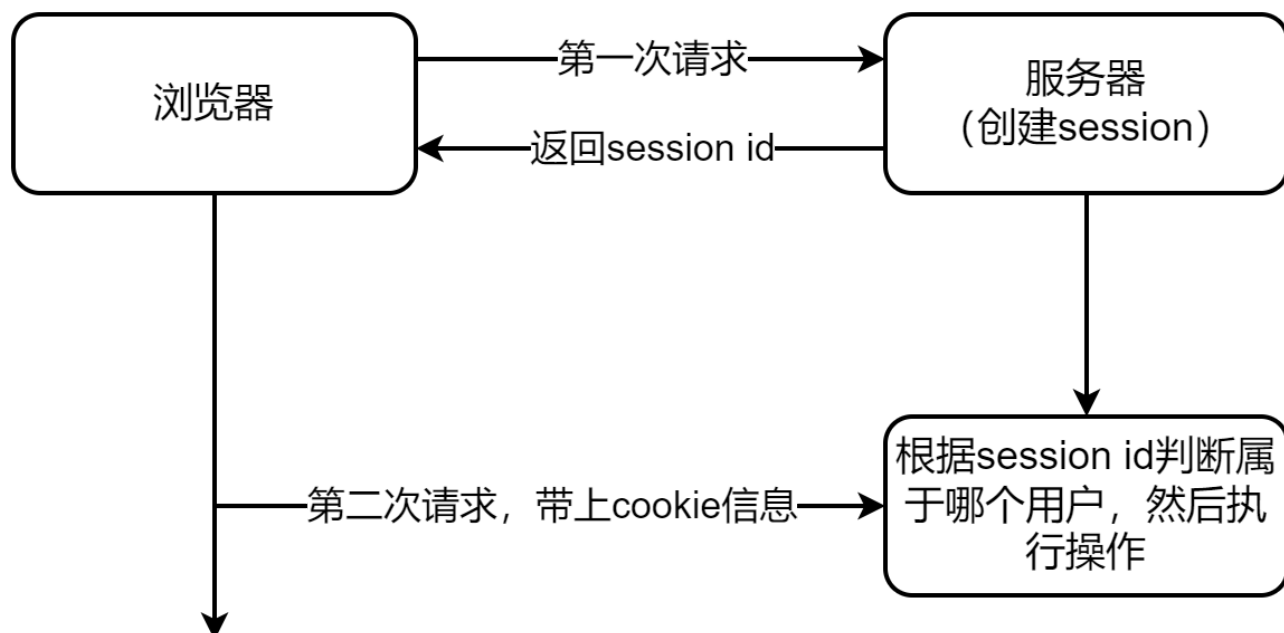 浏览器
第一次请求
服务器
（创建session）
返回session id
第二次请求，带上cookie信息
根据session id判断属
于哪个用户，然后执
行操作